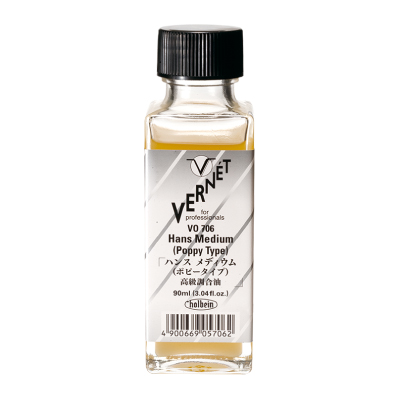 V
VERNÉT
for
professionals
VO 706
Hans Medium
(Poppy Type)
「ハンス メディウム
(ポピータイプ)
高級調合油 」
90ml (3.04fl.oz.)
holbein
4 900669 057062